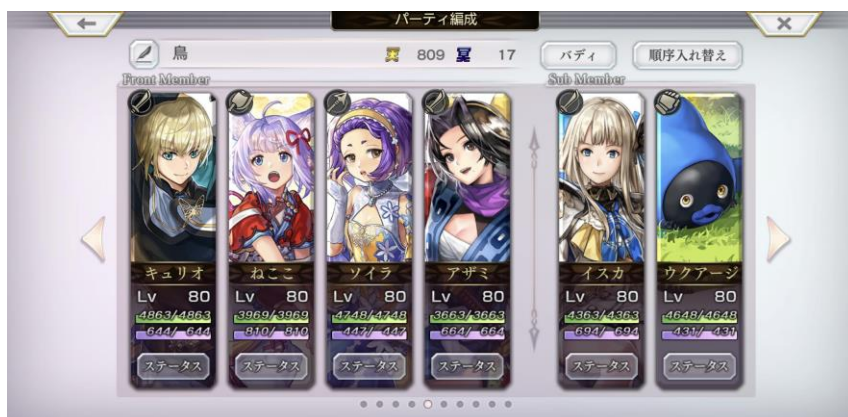 パーティ編成
鳥 809 17 バディ 順序入れ替え
Front Member Sub Member
キュリオ ねここ ソイラ アザミ イスカ ウクアージ
Lv 80 Lv 80 Lv 80 Lv 80 Lv 80 Lv 80
4863/4863 3969/3969 4748/4748 3663/3663 4363/4363 4648/4648
644/644 810/810 447/447 664/664 694/694 431/431
ステータス ステータス ステータス ステータス ステータス ステータス